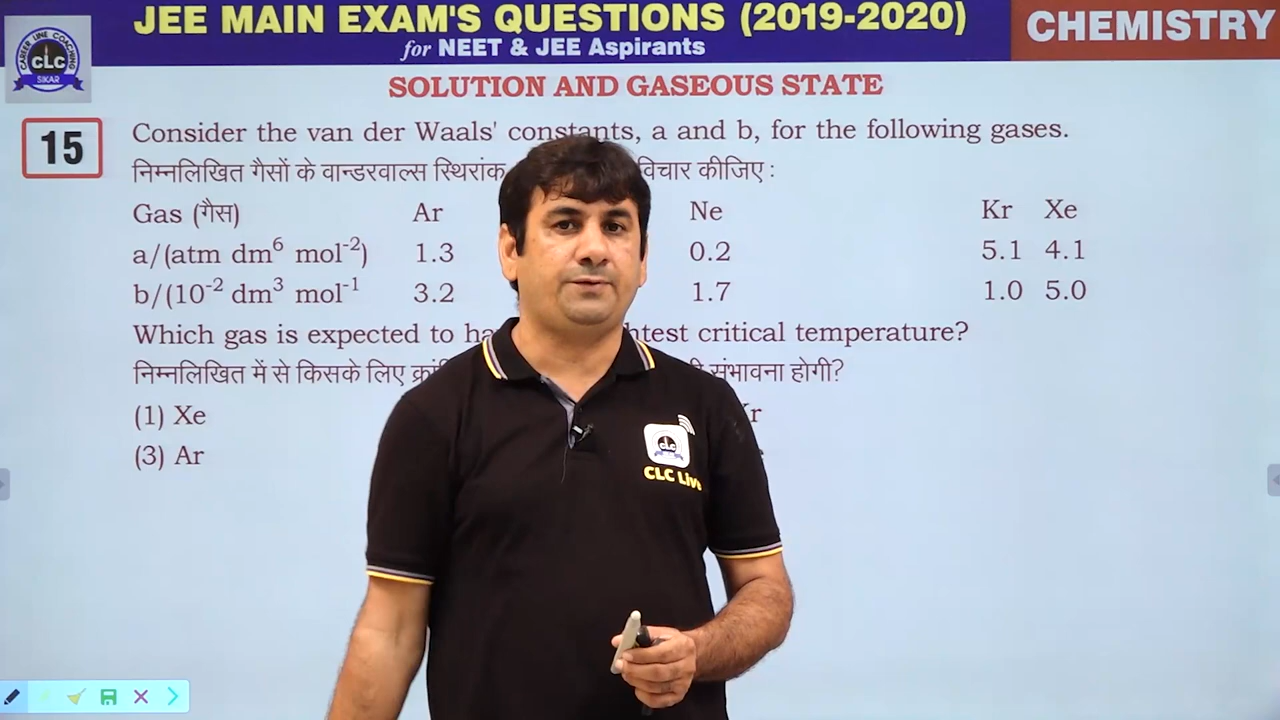 JEE MAIN EXAM'S QUESTIONS (2019-2020)
for NEET & JEE Aspirants
CHEMISTRY
CAREER LINE COACHING
CLC
SIKAR
SOLUTION AND GASEOUS STATE
15
Consider the van der Waals' constants, a and b, for the following gases.
निम्नलिखित गैसों के वान्डरवाल्स स्थिरांक विचार कीजिए :
Gas (गैस) Ar Ne Kr Xe
a/(atm dm⁶ mol⁻²) 1.3 0.2 5.1 4.1
b/(10⁻² dm³ mol⁻¹ 3.2 1.7 1.0 5.0
Which gas is expected to critical temperature?
निम्नलिखित में से किसके लिए संभावना होगी?
(1) Xe
(3) Ar
CLC
CLC Live